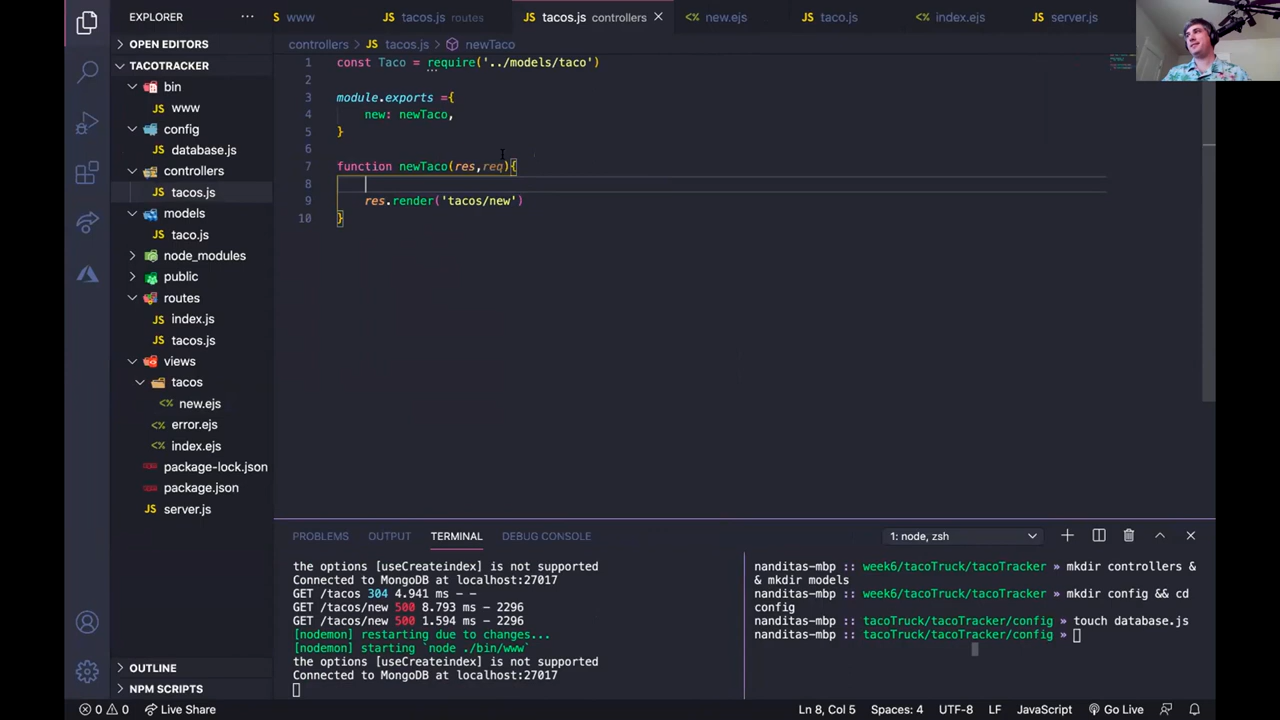 EXPLORER
www
tacos.js routes
tacos.js controllers
new.ejs
taco.js
index.ejs
server.js
OPEN EDITORS
controllers > tacos.js > newTaco
TACOTRACKER
bin
www
config
database.js
controllers
tacos.js
models
taco.js
node_modules
public
routes
index.js
tacos.js
views
tacos
new.ejs
error.ejs
index.ejs
package-lock.json
package.json
server.js
OUTLINE
NPM SCRIPTS
1 const Taco = require('../models/taco')
2
3 module.exports ={
4 new: newTaco,
5 }
6
7 function newTaco(res,req){
8
9 res.render('tacos/new')
10 }
PROBLEMS OUTPUT TERMINAL DEBUG CONSOLE
1: node, zsh
the options [useCreateindex] is not supported
Connected to MongoDB at localhost:27017
GET /tacos 304 4.941 ms - -
GET /tacos/new 500 8.793 ms - 2296
GET /tacos/new 500 1.594 ms - 2296
[nodemon] restarting due to changes...
[nodemon] starting `node ./bin/www`
the options [useCreateindex] is not supported
Connected to MongoDB at localhost:27017
nanditas-mbp :: week6/tacoTruck/tacoTracker » mkdir controllers &
& mkdir models
nanditas-mbp :: week6/tacoTruck/tacoTracker » mkdir config && cd
config
nanditas-mbp :: tacoTruck/tacoTracker/config » touch database.js
nanditas-mbp :: tacoTruck/tacoTracker/config »
0 0 Live Share
Ln 8, Col 5 Spaces: 4 UTF-8 LF JavaScript Go Live